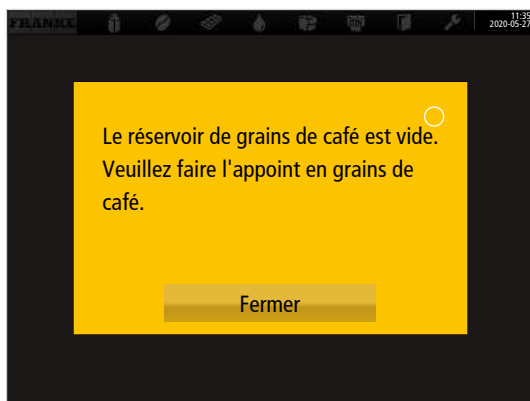 FRANKE
11:35
2020-05-27
Le réservoir de grains de café est vide.
Veuillez faire l'appoint en grains de
café.
Fermer